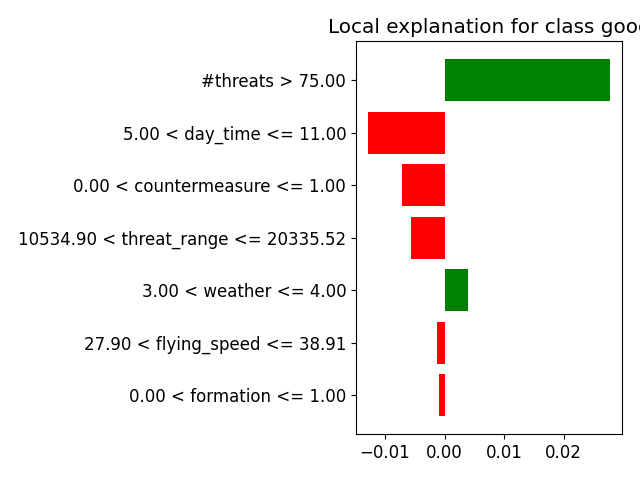 Local explanation for class goo
#threats > 75.00
5.00 < day_time <= 11.00
0.00 < countermeasure <= 1.00
10534.90 < threat_range <= 20335.52
3.00 < weather <= 4.00
27.90 < flying_speed <= 38.91
0.00 < formation <= 1.00
−0.01 0.00 0.01 0.02